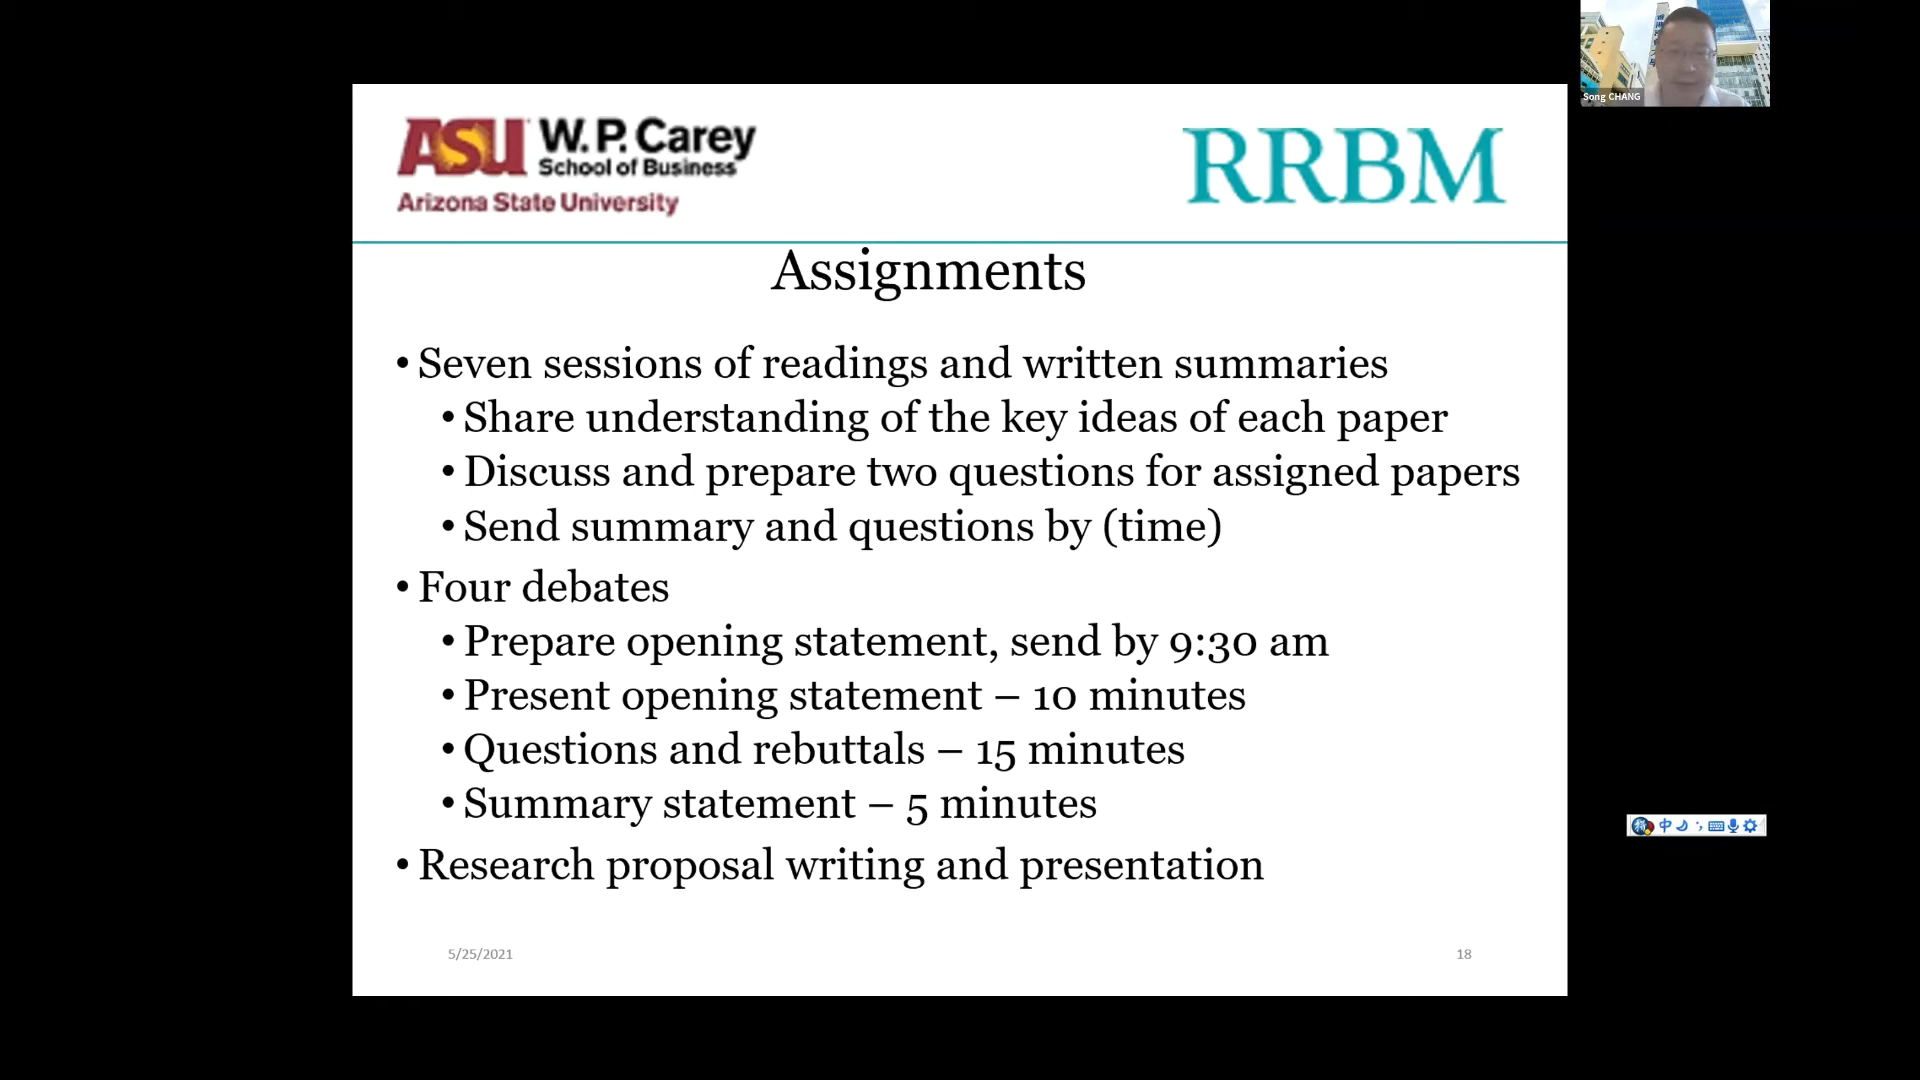 Song CHANG
ASU W. P. Carey
School of Business
Arizona State University
RRBM
Assignments
• Seven sessions of readings and written summaries
• Share understanding of the key ideas of each paper
• Discuss and prepare two questions for assigned papers
• Send summary and questions by (time)
• Four debates
• Prepare opening statement, send by 9:30 am
• Present opening statement – 10 minutes
• Questions and rebuttals – 15 minutes
• Summary statement – 5 minutes
• Research proposal writing and presentation
5/25/2021
18
中